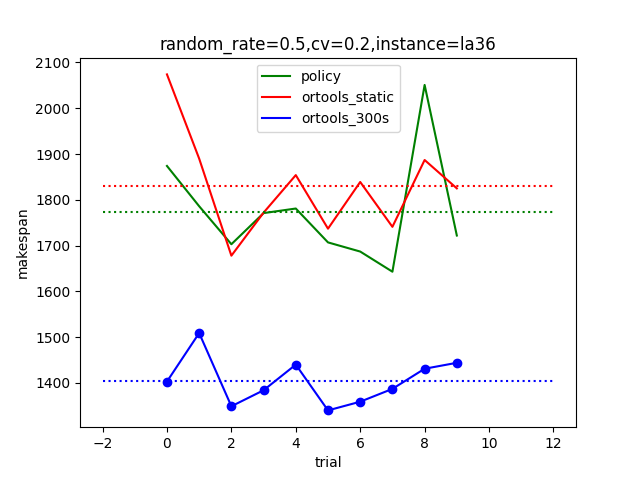 random_rate=0.5,cv=0.2,instance=la36
policy
ortools_static
ortools_300s
makespan
2100
2000
1900
1800
1700
1600
1500
1400
−2
0
2
4
6
8
10
12
trial